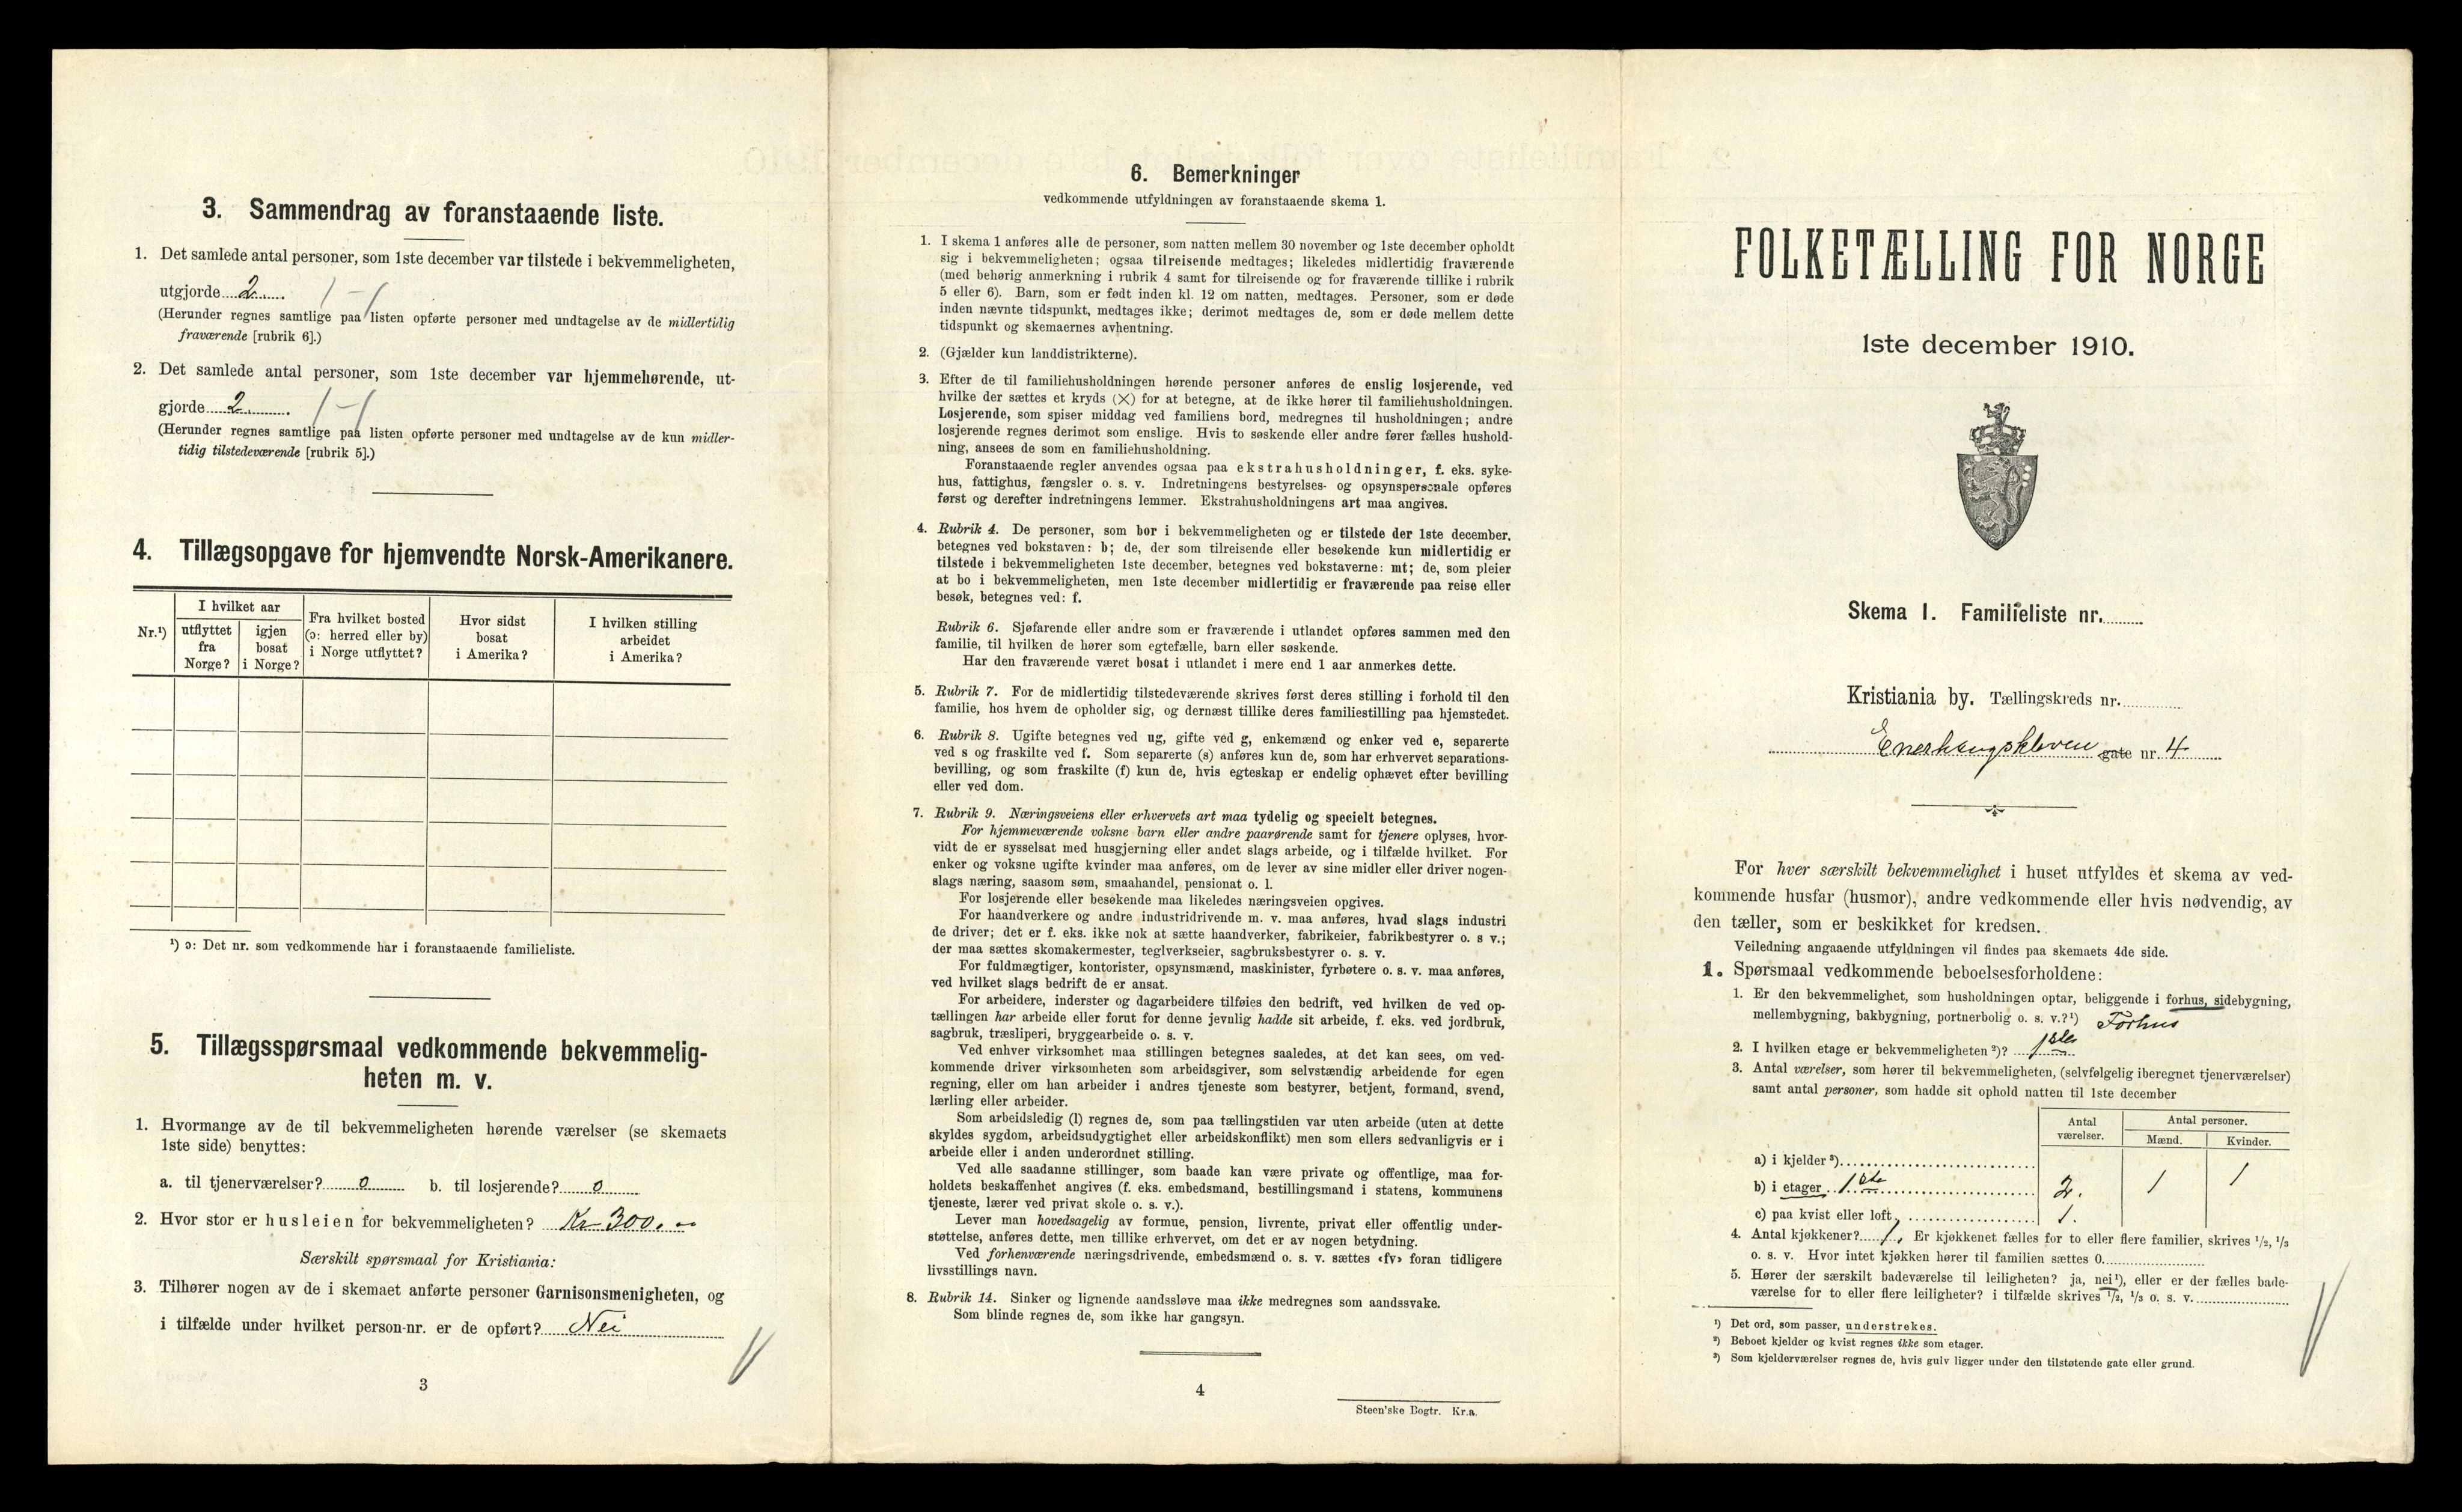 3. Sammendrag av foranstaaende liste.
1. Det samlede antal personer, som 1ste december var tilstede i bekvemmeligheten,
utgjorde 2. 1-1
(Herunder regnes samtlige paa listen opførte personer med undtagelse av de midlertidig
fraværende [rubrik 6].)
2. Det samlede antal personer, som 1ste december var hjemmehørende, ut-
gjorde 2. 1-1
(Herunder regnes samtlige paa listen opførte personer med undtagelse av de kun midler-
tidig tilstedeværende [rubrik 5].)
4. Tillægsopgave for hjemvendte Norsk-Amerikanere.
Nr.¹)
I hvilket aar
utflyttet
fra
Norge?
igjen
bosat
i Norge?
Fra hvilket bosted
(ɔ: herred eller by)
i Norge utflyttet?
Hvor sidst
bosat
i Amerika?
I hvilken stilling
arbeidet
i Amerika?
¹) ɔ: Det nr. som vedkommende har i foranstaaende familieliste.
5. Tillægsspørsmaal vedkommende bekvemmelig-
heten m. v.
1. Hvormange av de til bekvemmeligheten hørende værelser (se skemaets
1ste side) benyttes:
a. til tjenerværelser? 0 b. til losjerende? 0
2. Hvor stor er husleien for bekvemmeligheten? Kr 300.
Særskilt spørsmaal for Kristiania:
3. Tilhører nogen av de i skemaet anførte personer Garnisonsmenigheten, og
i tilfælde under hvilket person-nr. er de opført? Nei
3
6. Bemerkninger
vedkommende utfyldningen av foranstaaende skema 1.
1. I skema 1 anføres alle de personer, som natten mellem 30 november og 1ste december opholdt
sig i bekvemmeligheten; ogsaa tilreisende medtages; likeledes midlertidig fraværende
(med behørig anmerkning i rubrik 4 samt for tilreisende og for fraværende tillike i rubrik
5 eller 6). Barn, som er født inden kl. 12 om natten, medtages. Personer, som er døde
inden nævnte tidspunkt, medtages ikke; derimot medtages de, som er døde mellem dette
tidspunkt og skemaernes avhentning.
2. (Gjælder kun landdistrikterne).
3. Efter de til familiehusholdningen hørende personer anføres de enslig losjerende, ved
hvilke der sættes et kryds (×) for at betegne, at de ikke hører til familiehusholdningen.
Losjerende, som spiser middag ved familiens bord, medregnes til husholdningen; andre
losjerende regnes derimot som enslige. Hvis to søskende eller andre fører fælles hushold-
ning, ansees de som en familiehusholdning.
Foranstaaende regler anvendes ogsaa paa ekstrahusholdninger, f. eks. syke-
hus, fattighus, fængsler o. s. v. Indretningens bestyrelses- og opsynspersonale opføres
først og derefter indretningens lemmer. Ekstrahusholdningens art maa angives.
4. Rubrik 4. De personer, som bor i bekvemmeligheten og er tilstede der 1ste december,
betegnes ved bokstaven: b; de, der som tilreisende eller besøkende kun midlertidig er
tilstede i bekvemmeligheten 1ste december, betegnes ved bokstaverne: mt; de, som pleier
at bo i bekvemmeligheten, men 1ste december midlertidig er fraværende paa reise eller
besøk, betegnes ved: f.
Rubrik 6. Sjøfarende eller andre som er fraværende i utlandet opføres sammen med den
familie, til hvilken de hører som egtefælle, barn eller søskende.
Har den fraværende været bosat i utlandet i mere end 1 aar anmerkes dette.
5. Rubrik 7. For de midlertidig tilstedeværende skrives først deres stilling i forhold til den
familie, hos hvem de opholder sig, og dernæst tillike deres familiestilling paa hjemstedet.
6. Rubrik 8. Ugifte betegnes ved ug, gifte ved g, enkemænd og enker ved e, separerte
ved s og fraskilte ved f. Som separerte (s) anføres kun de, som har erhvervet separations-
bevilling, og som fraskilte (f) kun de, hvis egteskap er endelig ophævet efter bevilling
eller ved dom.
7. Rubrik 9. Næringsveiens eller erhvervets art maa tydelig og specielt betegnes.
For hjemmeværende voksne barn eller andre paarørende samt for tjenere oplyses, hvor-
vidt de er sysselsat med husgjerning eller andet slags arbeide, og i tilfælde hvilket. For
enker og voksne ugifte kvinder maa anføres, om de lever av sine midler eller driver nogen-
slags næring, saasom søm, smaahandel, pensionat o. l.
For losjerende eller besøkende maa likeledes næringsveien opgives.
For haandverkere og andre industridrivende m. v. maa anføres, hvad slags industri
de driver; det er f. eks. ikke nok at sætte haandverker, fabrikeier, fabrikbestyrer o. s v.;
der maa sættes skomakermester, teglverkseier, sagbruksbestyrer o. s. v.
For fuldmægtiger, kontorister, opsynsmænd, maskinister, fyrbøtere o. s. v. maa anføres,
ved hvilket slags bedrift de er ansat.
For arbeidere, inderster og dagarbeidere tilføies den bedrift, ved hvilken de ved op-
tællingen har arbeide eller forut for denne jevnlig hadde sit arbeide, f. eks. ved jordbruk,
sagbruk, træsliperi, bryggearbeide o. s. v.
Ved enhver virksomhet maa stillingen betegnes saaledes, at det kan sees, om ved-
kommende driver virksomheten som arbeidsgiver, som selvstændig arbeidende for egen
regning, eller om han arbeider i andres tjeneste som bestyrer, betjent, formand, svend,
lærling eller arbeider.
Som arbeidsledig (l) regnes de, som paa tællingstiden var uten arbeide (uten at dette
skyldes sygdom, arbeidsudygtighet eller arbeidskonflikt) men som ellers sedvanligvis er i
arbeide eller i anden underordnet stilling.
Ved alle saadanne stillinger, som baade kan være private og offentlige, maa for-
holdets beskaffenhet angives (f. eks. embedsmand, bestillingsmand i statens, kommunens
tjeneste, lærer ved privat skole o. s. v.).
Lever man hovedsagelig av formue, pension, livrente, privat eller offentlig under-
støttelse, anføres dette, men tillike erhvervet, om det er av nogen betydning.
Ved forhenværende næringsdrivende, embedsmænd o. s. v. sættes «fv» foran tidligere
livsstillings navn.
8. Rubrik 14. Sinker og lignende aandssløve maa ikke medregnes som aandssvake.
Som blinde regnes de, som ikke har gangsyn.
4
Steen'ske Bogtr. Kr.a.
FOLKETÆLLING FOR NORGE
1ste december 1910.
Skema 1. Familieliste nr.
Kristiania by. Tællingskreds nr.
Enerhaugskleven gate nr. 4
For hver særskilt bekvemmelighet i huset utfyldes et skema av ved-
kommende husfar (husmor), andre vedkommende eller hvis nødvendig, av
den tæller, som er beskikket for kredsen.
Veiledning angaaende utfyldningen vil findes paa skemaets 4de side.
1. Spørsmaal vedkommende beboelsesforholdene:
1. Er den bekvemmelighet, som husholdningen optar, beliggende i forhus, sidebygning,
mellembygning, bakbygning, portnerbolig o. s. v.?¹) Forhus
2. I hvilken etage er bekvemmeligheten²)? 1ste
3. Antal værelser, som hører til bekvemmeligheten, (selvfølgelig iberegnet tjenerværelser)
samt antal personer, som hadde sit ophold natten til 1ste december
Antal
værelser.
Antal personer.
Mænd. Kvinder.
a) i kjelder³)
b) i etager 1ste 2. 1 1
c) paa kvist eller loft 1.
4. Antal kjøkkener? 1, Er kjøkkenet fælles for to eller flere familier, skrives ½, ⅓
o. s. v. Hvor intet kjøkken hører til familien sættes 0.
5. Hører der særskilt badeværelse til leiligheten? ja, nei¹), eller er der fælles bade-
værelse for to eller flere leiligheter? i tilfælde skrives ½, ⅓ o. s. v.
¹) Det ord, som passer, understrekes.
²) Beboet kjelder og kvist regnes ikke som etager.
³) Som kjelderværelser regnes de, hvis gulv ligger under den tilstøtende gate eller grund.